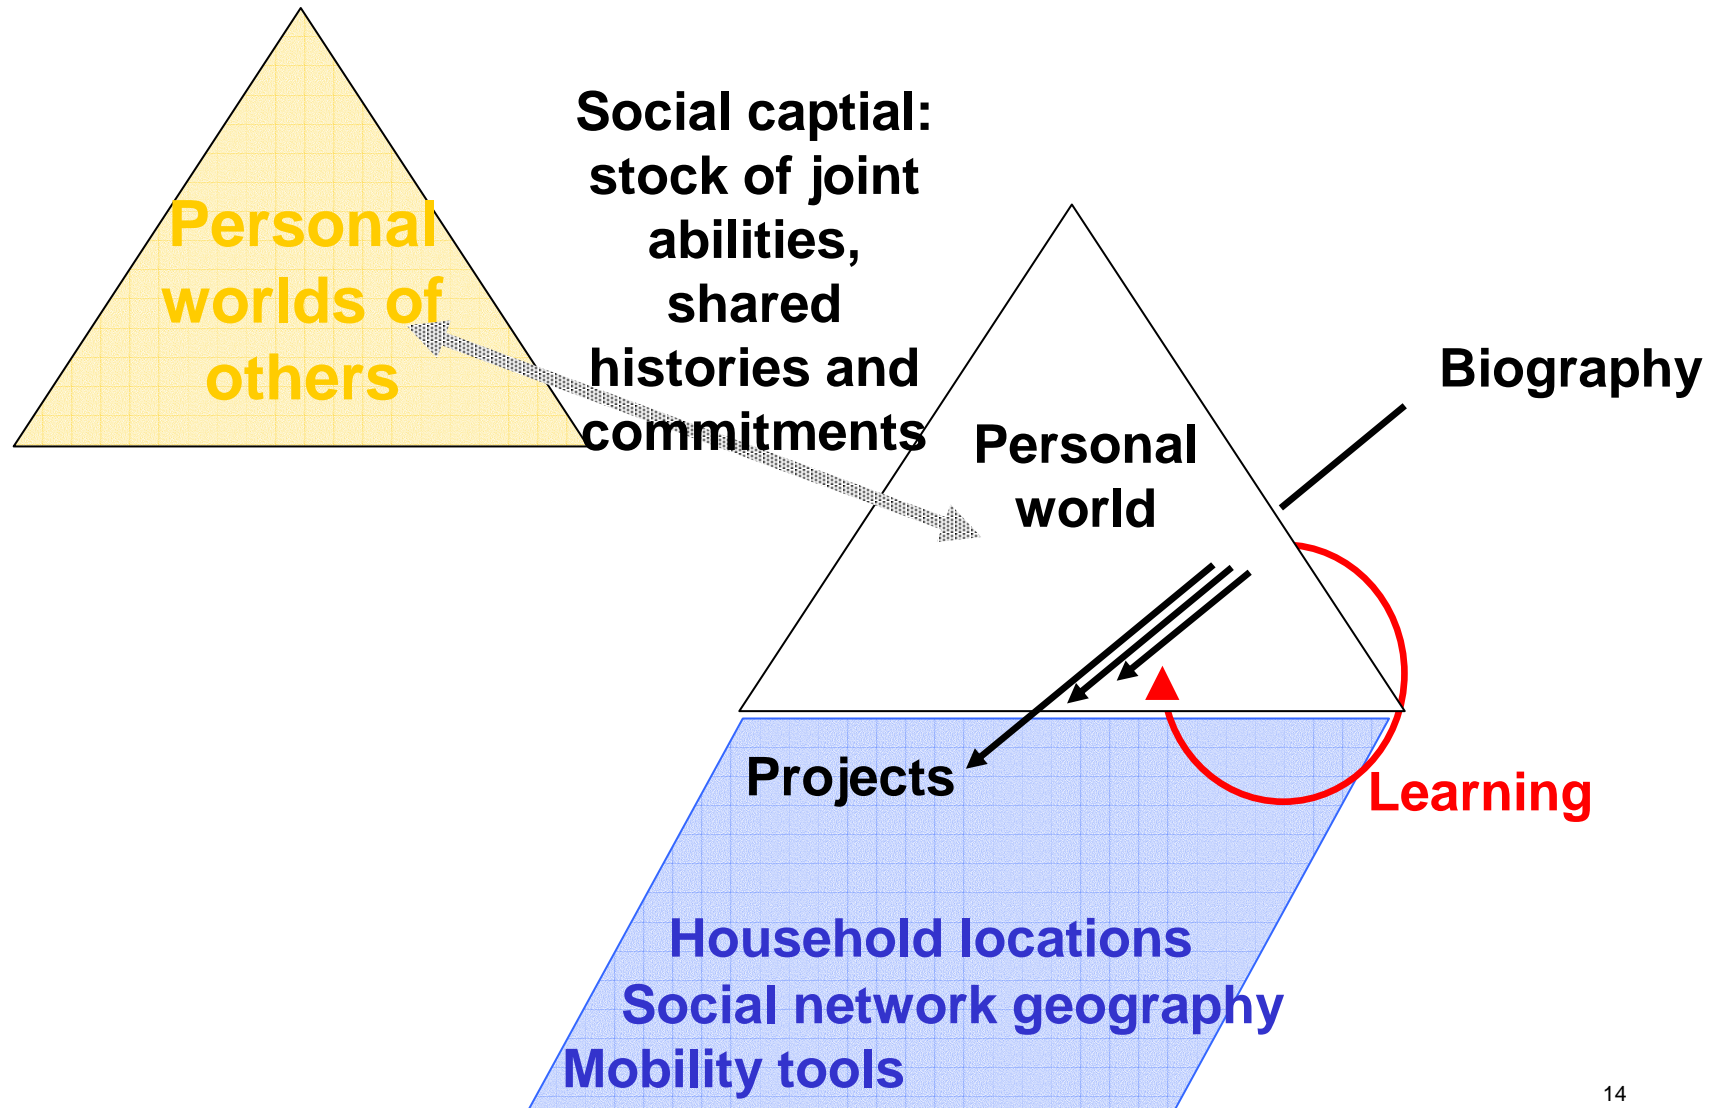 Personal
worlds of
others
Social captial:
stock of joint
abilities,
shared
histories and
commitments
Personal
world
Biography
Projects
Learning
Household locations
Social network geography
Mobility tools
14